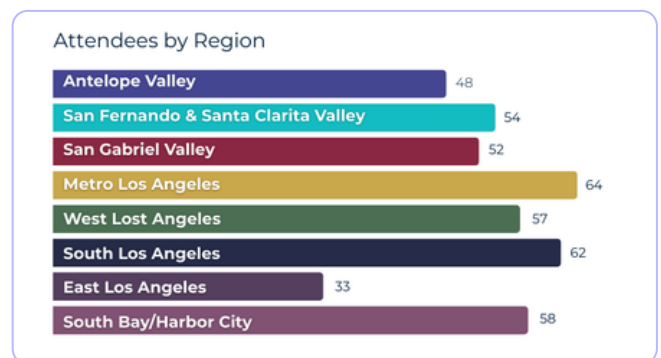 Attendees by Region
Antelope Valley 48
San Fernando & Santa Clarita Valley 54
San Gabriel Valley 52
Metro Los Angeles 64
West Lost Angeles 57
South Los Angeles 62
East Los Angeles 33
South Bay/Harbor City 58